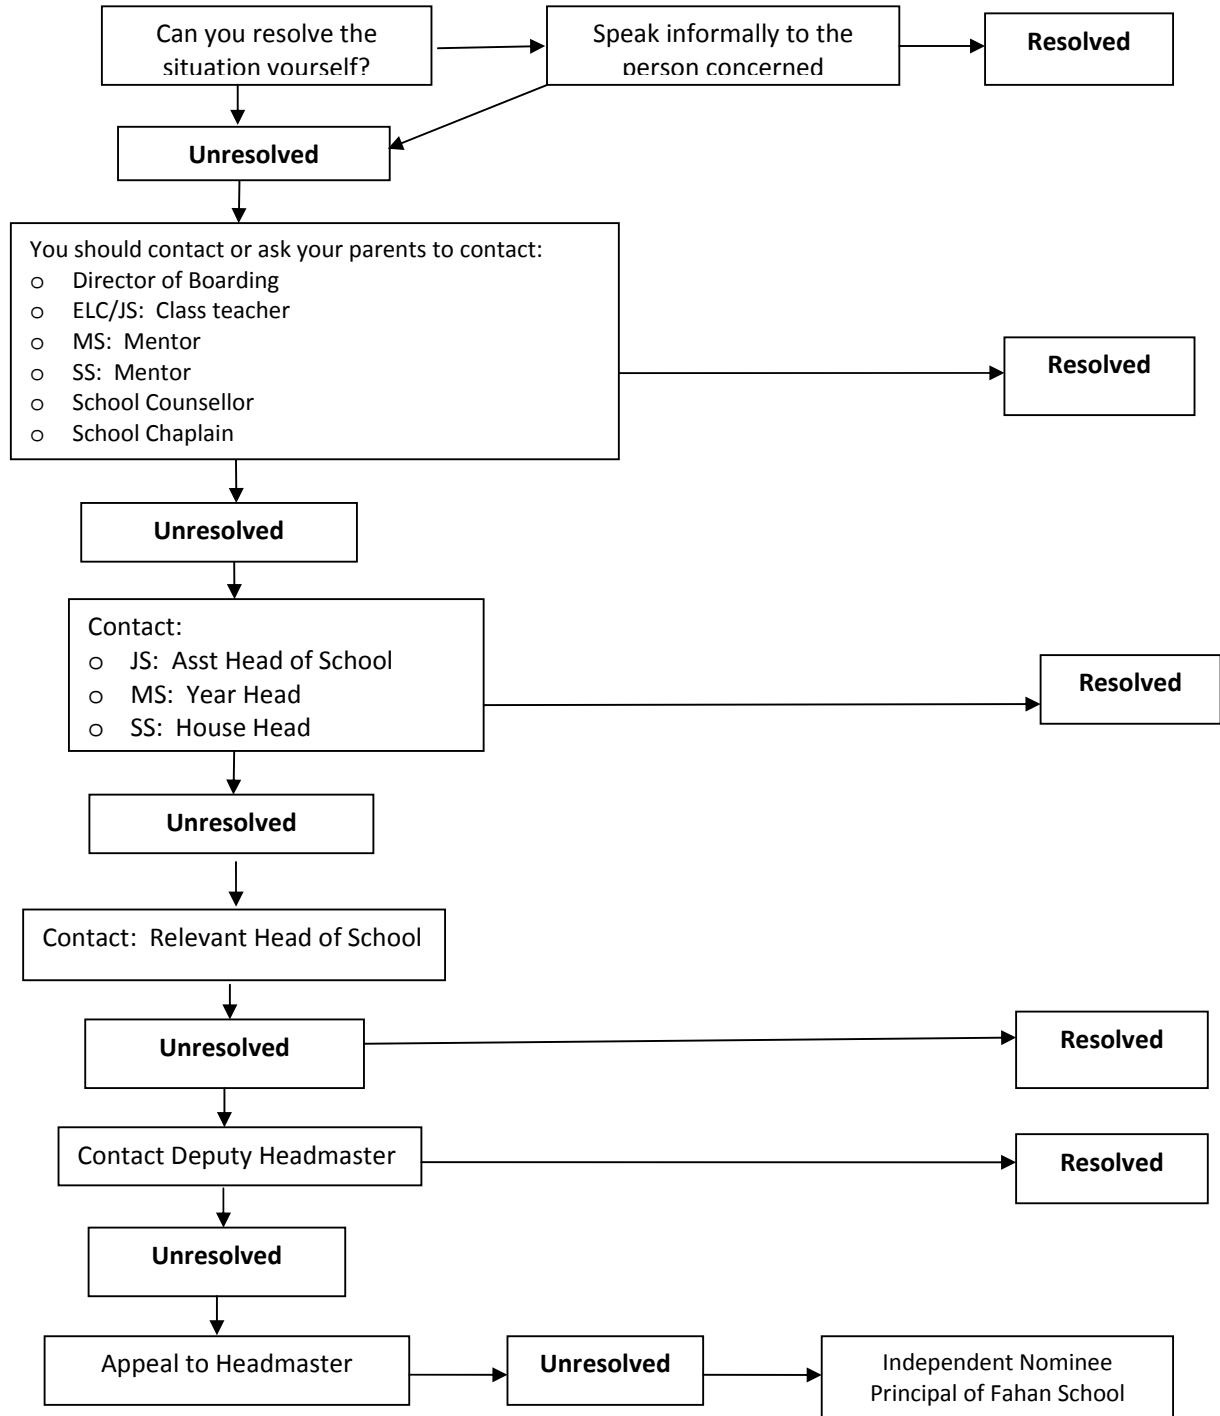 Can you resolve the
situation yourself?
Speak informally to the
person concerned
Resolved
Unresolved
You should contact or ask your parents to contact:
o Director of Boarding
o ELC/JS: Class teacher
o MS: Mentor
o SS: Mentor
o School Counsellor
o School Chaplain
Resolved
Unresolved
Contact:
o JS: Asst Head of School
o MS: Year Head
o SS: House Head
Resolved
Unresolved
Contact: Relevant Head of School
Unresolved
Resolved
Contact Deputy Headmaster
Resolved
Unresolved
Appeal to Headmaster
Unresolved
Independent Nominee
Principal of Fahan School